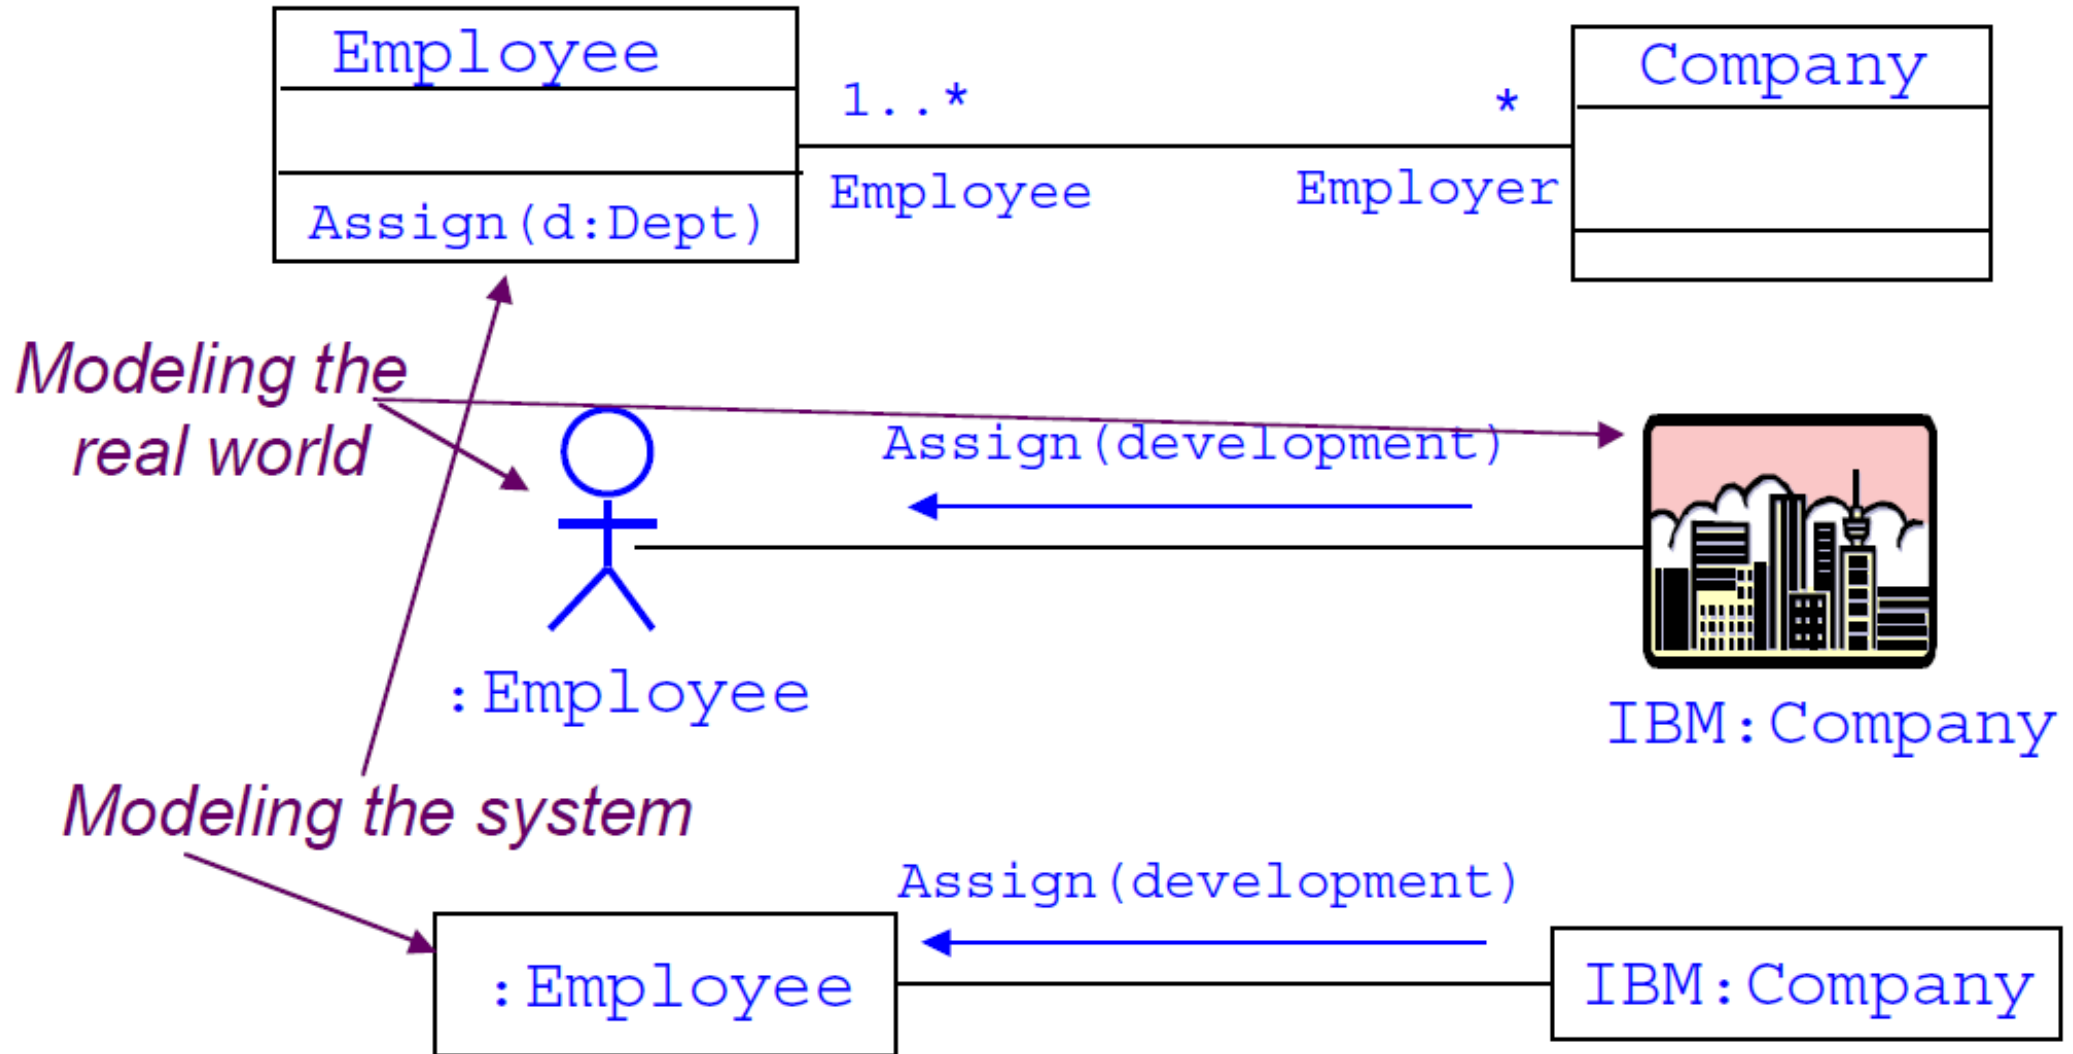 Employee
Company
1..*
*
Employee
Employer
Assign(d:Dept)
Modeling the
real world
Assign(development)
:Employee
IBM:Company
Modeling the system
Assign(development)
:Employee
IBM:Company